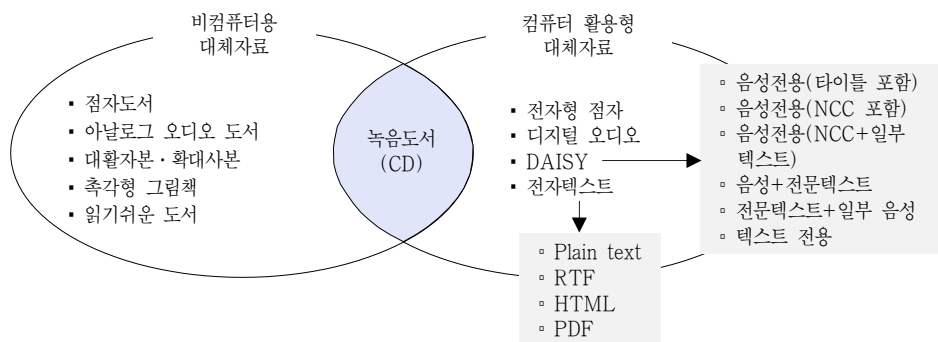 비컴퓨터용
대체자료
▪ 점자도서
▪ 아날로그 오디오 도서
▪ 대활자본·확대사본
▪ 촉각형 그림책
▪ 읽기쉬운 도서
녹음도서
(CD)
컴퓨터 활용형
대체자료
▪ 전자형 점자
▪ 디지털 오디오
▪ DAISY
▪ 전자텍스트
▫ Plain text
▫ RTF
▫ HTML
▫ PDF
▫ 음성전용(타이틀 포함)
▫ 음성전용(NCC 포함)
▫ 음성전용(NCC+일부
텍스트)
▫ 음성+전문텍스트
▫ 전문텍스트+일부 음성
▫ 텍스트 전용